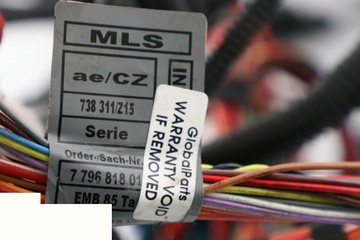 MLS
ae/CZ
IN
738 311/Z15
Serie
Order-/Sach-Nr.
7 796 818 01
EMB 85 Ta
GlobalParts
WARRANTY VOID
IF REMOVED